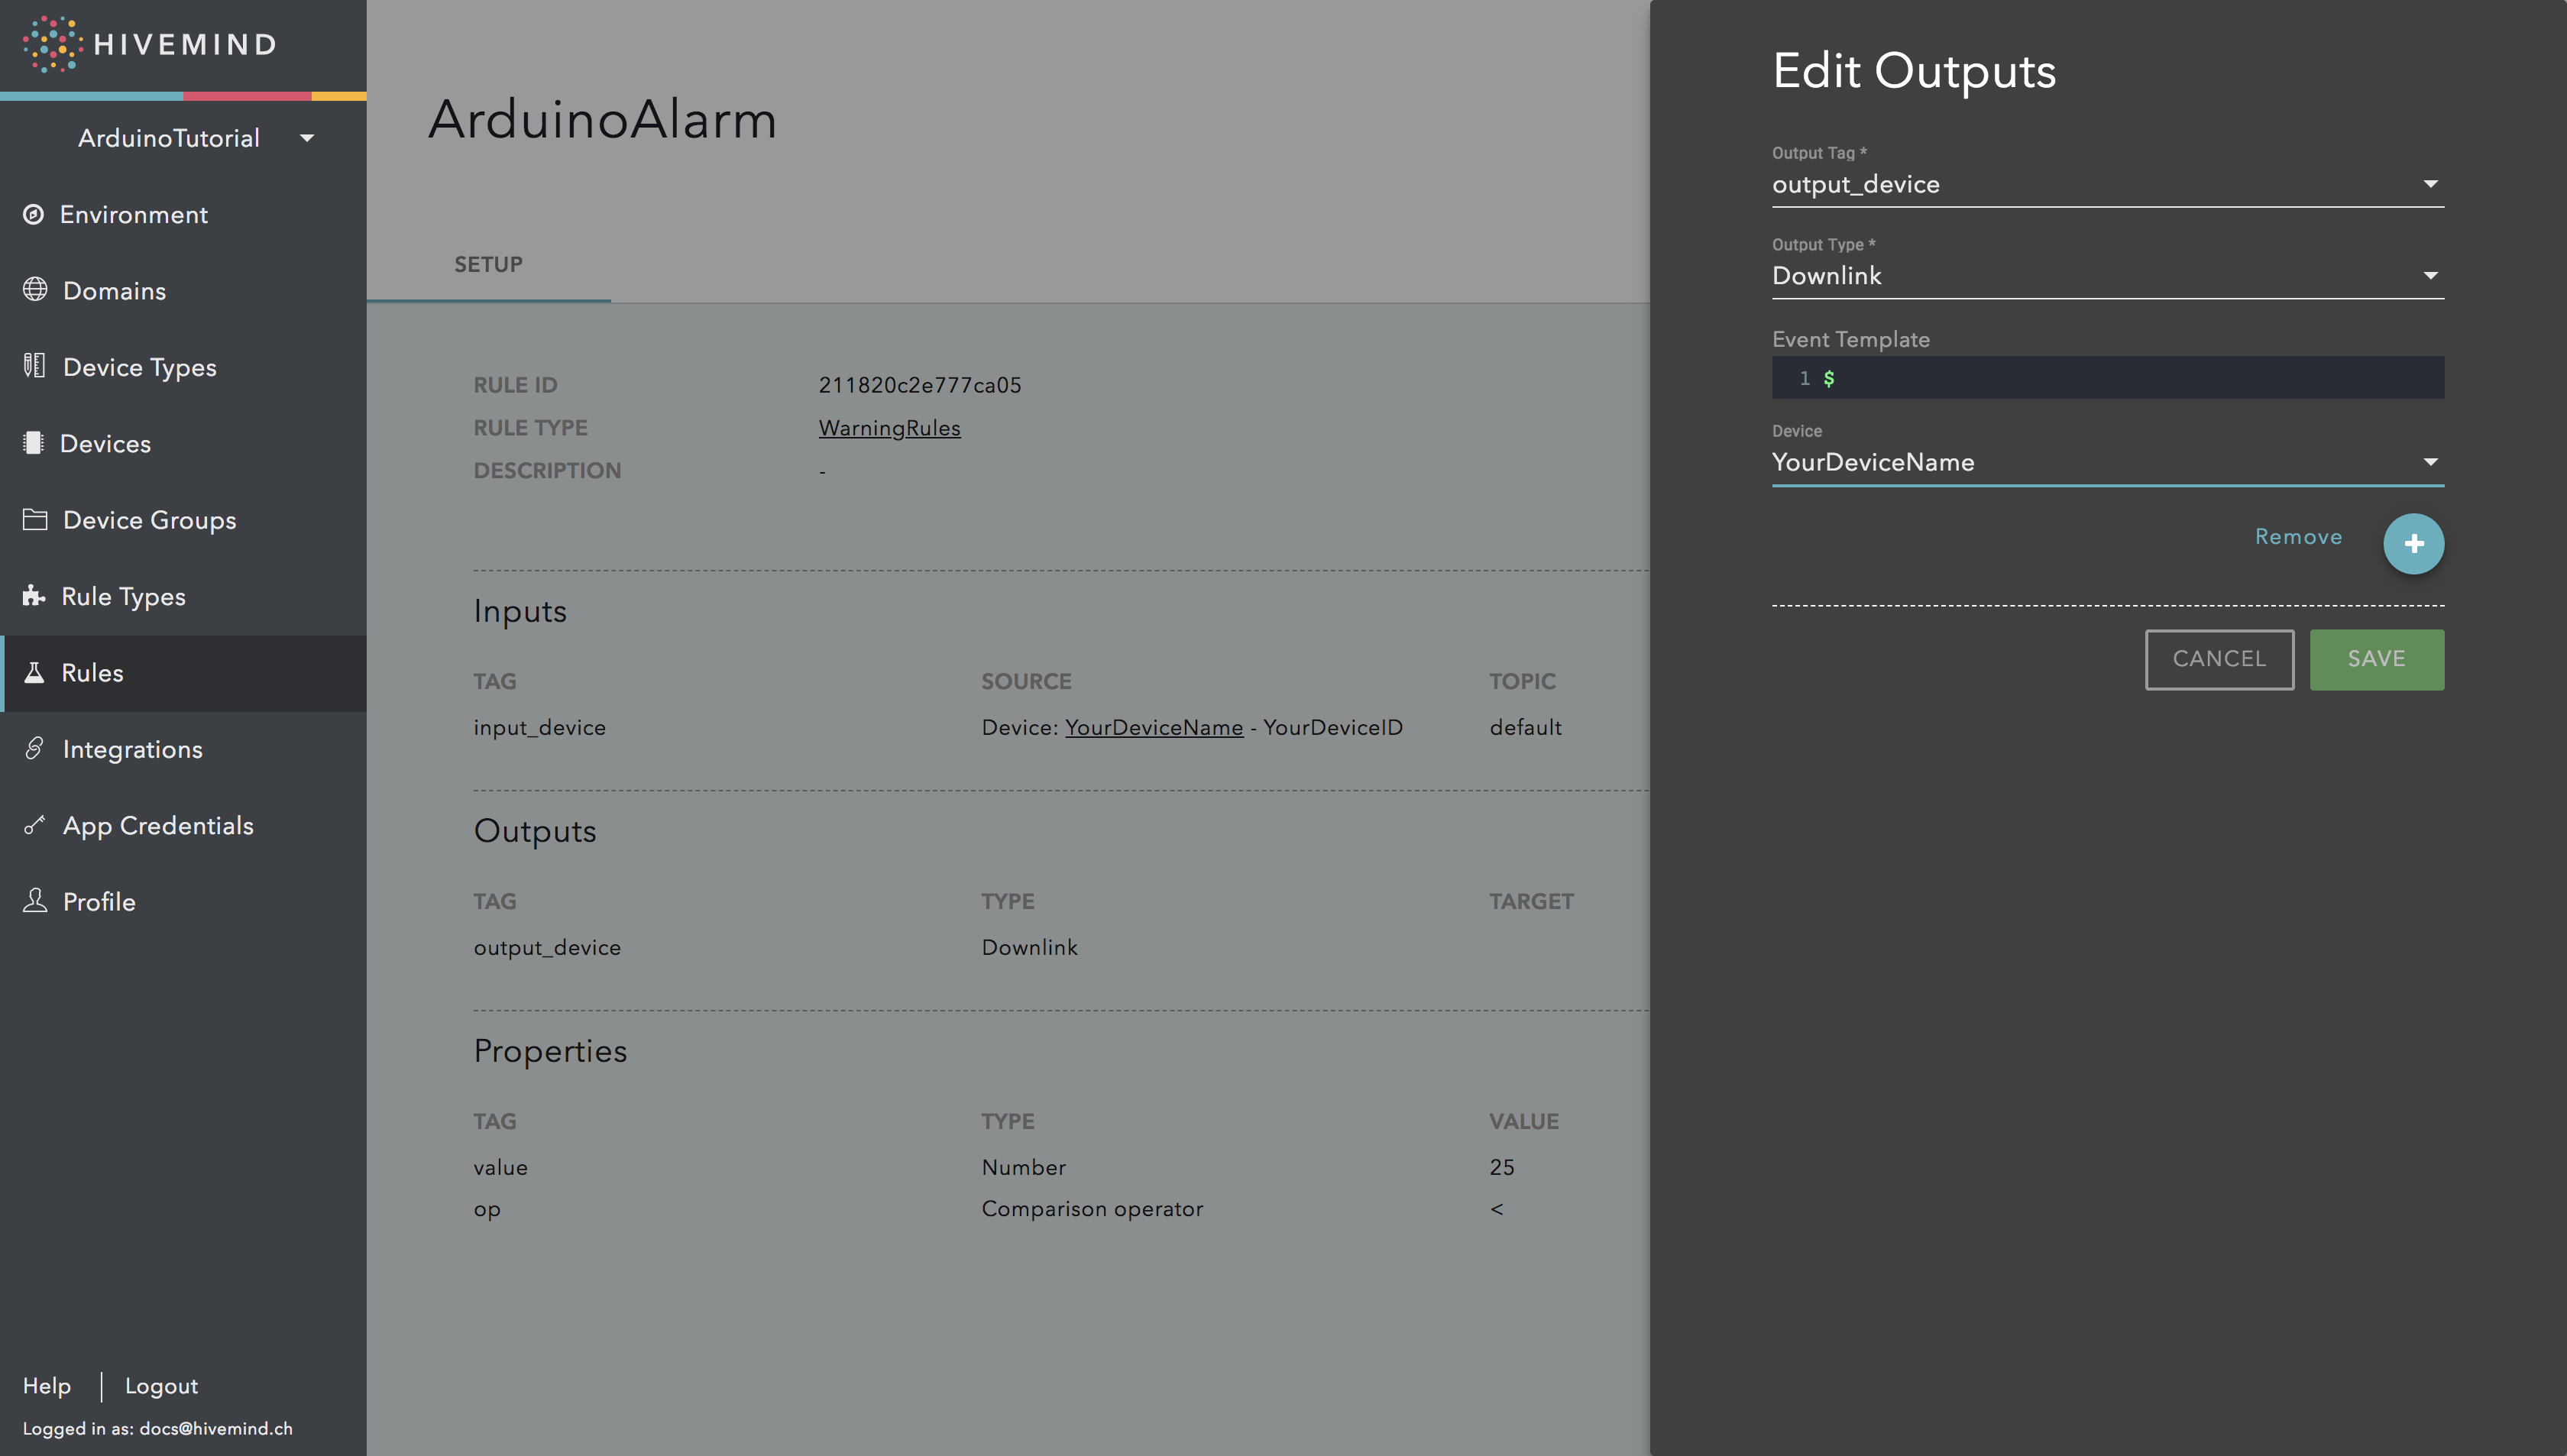 HIVEMIND
ArduinoTutorial
Environment
Domains
Device Types
Devices
Device Groups
Rule Types
Rules
Integrations
App Credentials
Profile
Help | Logout
Logged in as: docs@hivemind.ch
ArduinoAlarm
SETUP
RULE ID 211820c2e777ca05
RULE TYPE WarningRules
DESCRIPTION -
Inputs
TAG SOURCE TOPIC
input_device Device: YourDeviceName - YourDeviceID default
Outputs
TAG TYPE TARGET
output_device Downlink
Properties
TAG TYPE VALUE
value Number 25
op Comparison operator <
Edit Outputs
Output Tag *
output_device
Output Type *
Downlink
Event Template
1 $
Device
YourDeviceName
Remove +
CANCEL SAVE